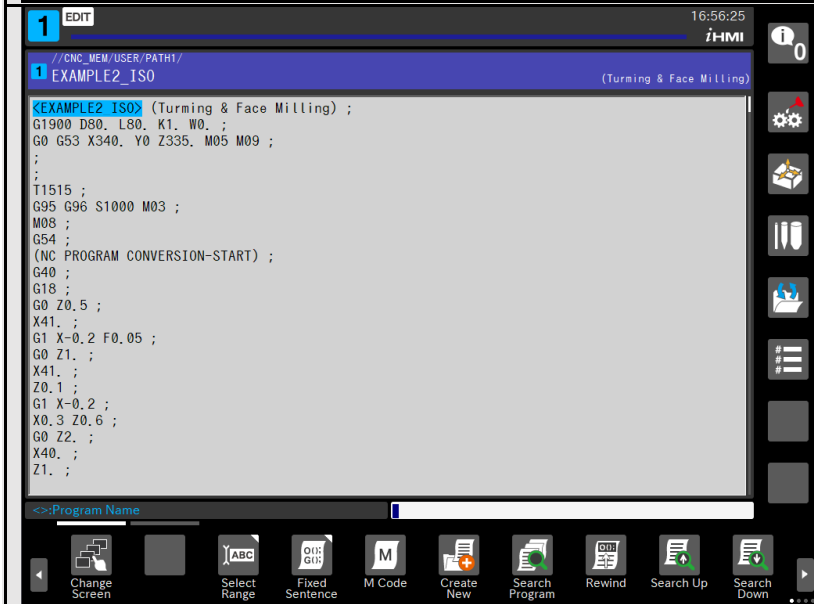 1 EDIT 16:56:25
iHMI
i0
//CNC_MEM/USER/PATH1/
1 EXAMPLE2_ISO (Turming & Face Milling)
<EXAMPLE2_ISO> (Turming & Face Milling) ;
G1900 D80. L80. K1. W0. ;
G0 G53 X340. Y0 Z335. M05 M09 ;
;
;
T1515 ;
G95 G96 S1000 M03 ;
M08 ;
G54 ;
(NC PROGRAM CONVERSION-START) ;
G40 ;
G18 ;
G0 Z0.5 ;
X41. ;
G1 X-0.2 F0.05 ;
G0 Z1. ;
X41. ;
Z0.1 ;
G1 X-0.2 ;
X0.3 Z0.6 ;
G0 Z2. ;
X40. ;
Z1. ;
#
#
#
<>:Program Name
ABC
O():
G():
M
O():
Change Screen
Select Range
Fixed Sentence
M Code
Create New
Search Program
Rewind
Search Up
Search Down